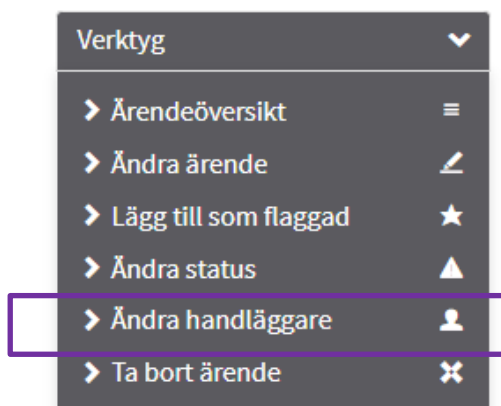 Verktyg
Ärendeöversikt
Ändra ärende
Lägg till som flaggad
Ändra status
Ändra handläggare
Ta bort ärende